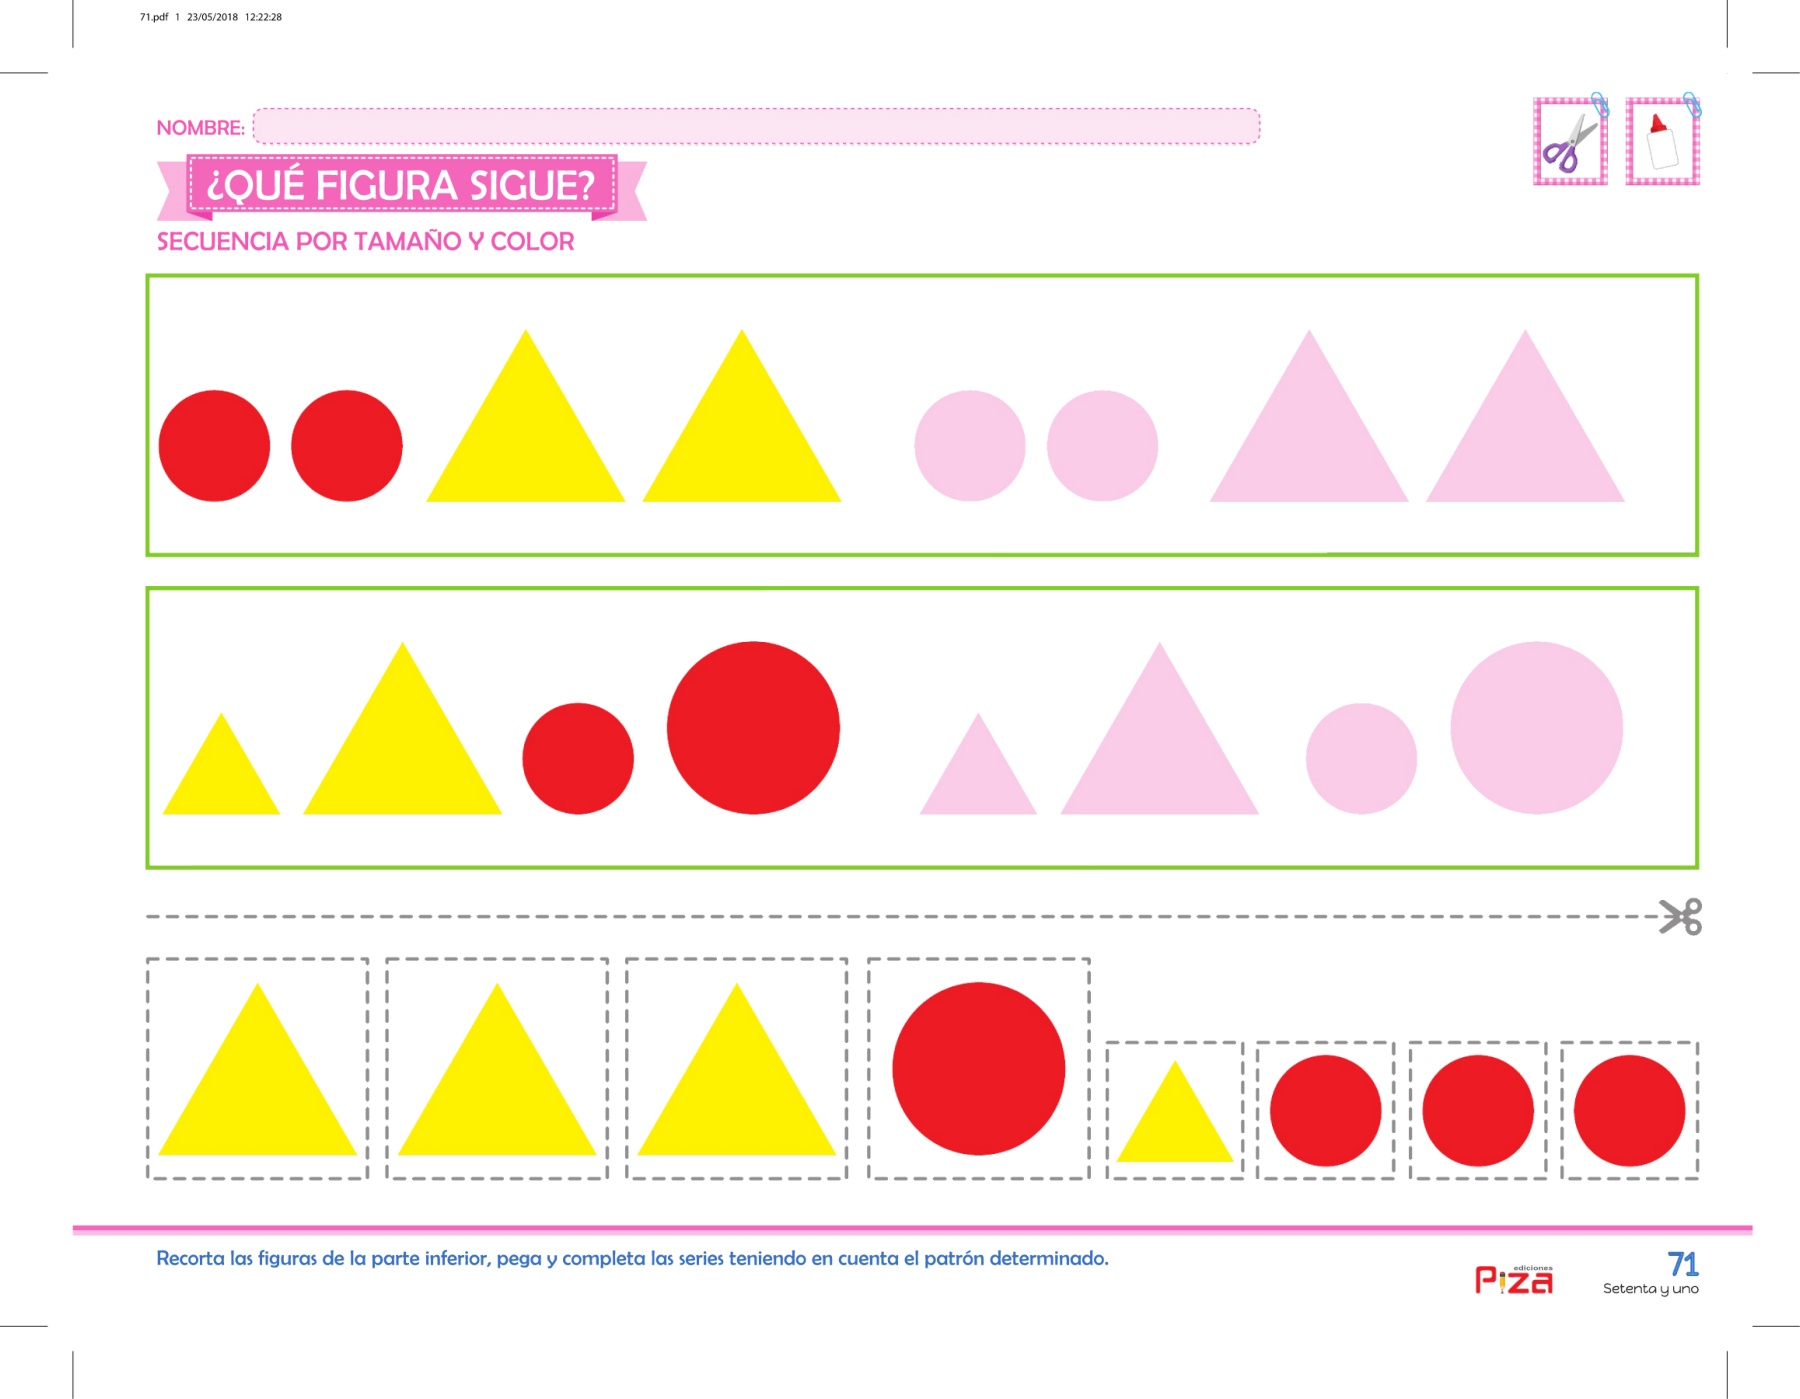 71.pdf 1 23/05/2018 12:22:28
NOMBRE:
¿QUÉ FIGURA SIGUE?
SECUENCIA POR TAMAÑO Y COLOR
Recorta las figuras de la parte inferior, pega y completa las series teniendo en cuenta el patrón determinado.
ediciones
Piza
71
Setenta y uno